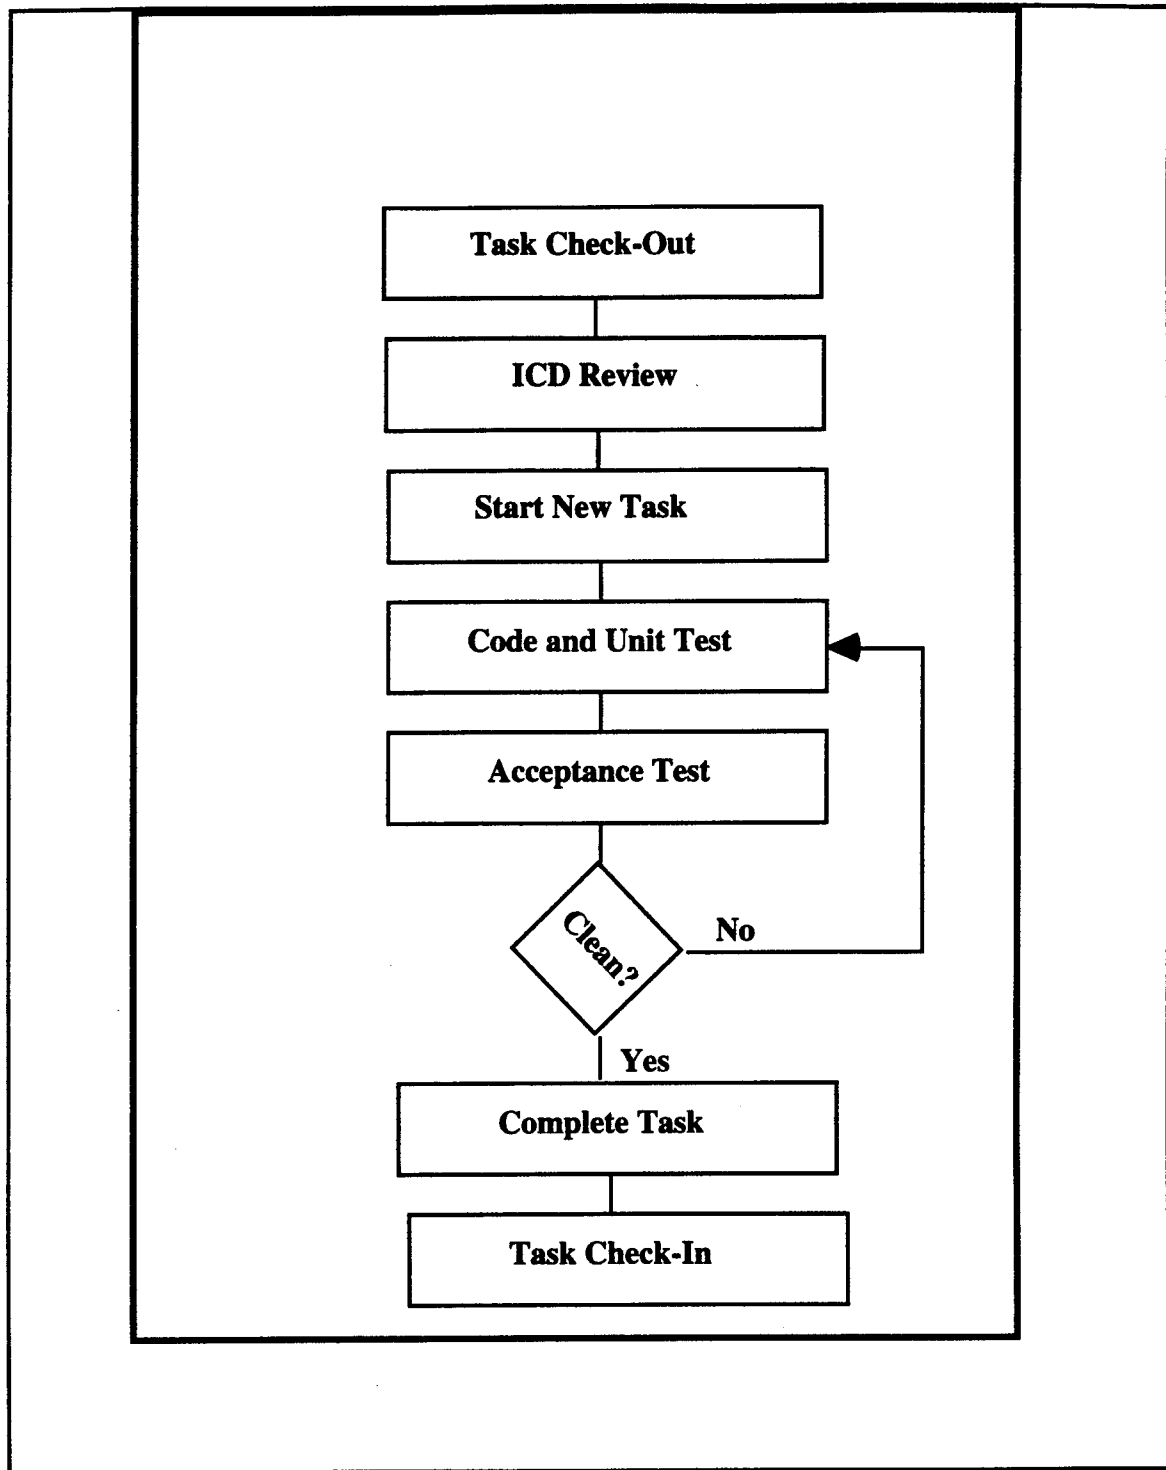 Task Check-Out
ICD Review
Start New Task
Code and Unit Test
Acceptance Test
Clean?
No
Yes
Complete Task
Task Check-In